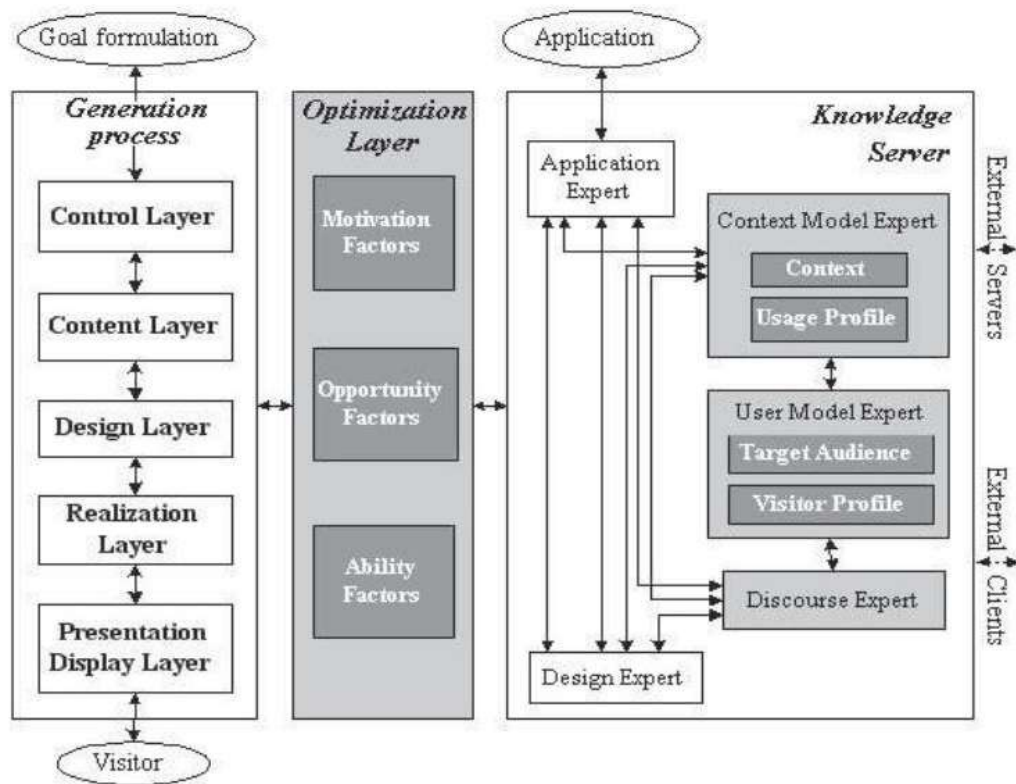 Goal formulation
Application
Generation
process
Control Layer
Content Layer
Design Layer
Realization
Layer
Presentation
Display Layer
Visitor
Optimization
Layer
Motivation
Factors
Opportunity
Factors
Ability
Factors
Knowledge
Server
Application
Expert
Context Model Expert
Context
Usage Profile
User Model Expert
Target Audience
Visitor Profile
Discourse Expert
Design Expert
External
Servers
External
Clients